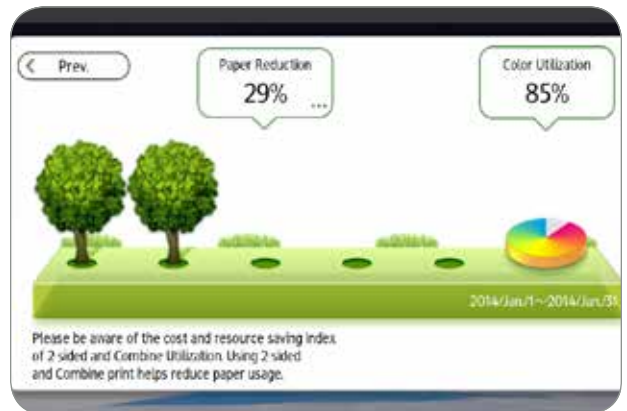 Prev.
Paper Reduction
29%
...
Color Utilization
85%
2014/Jan/1~2014/Jan/31
Please be aware of the cost and resource saving index
of 2 sided and Combine Utilization. Using 2 sided
and Combine print helps reduce paper usage.